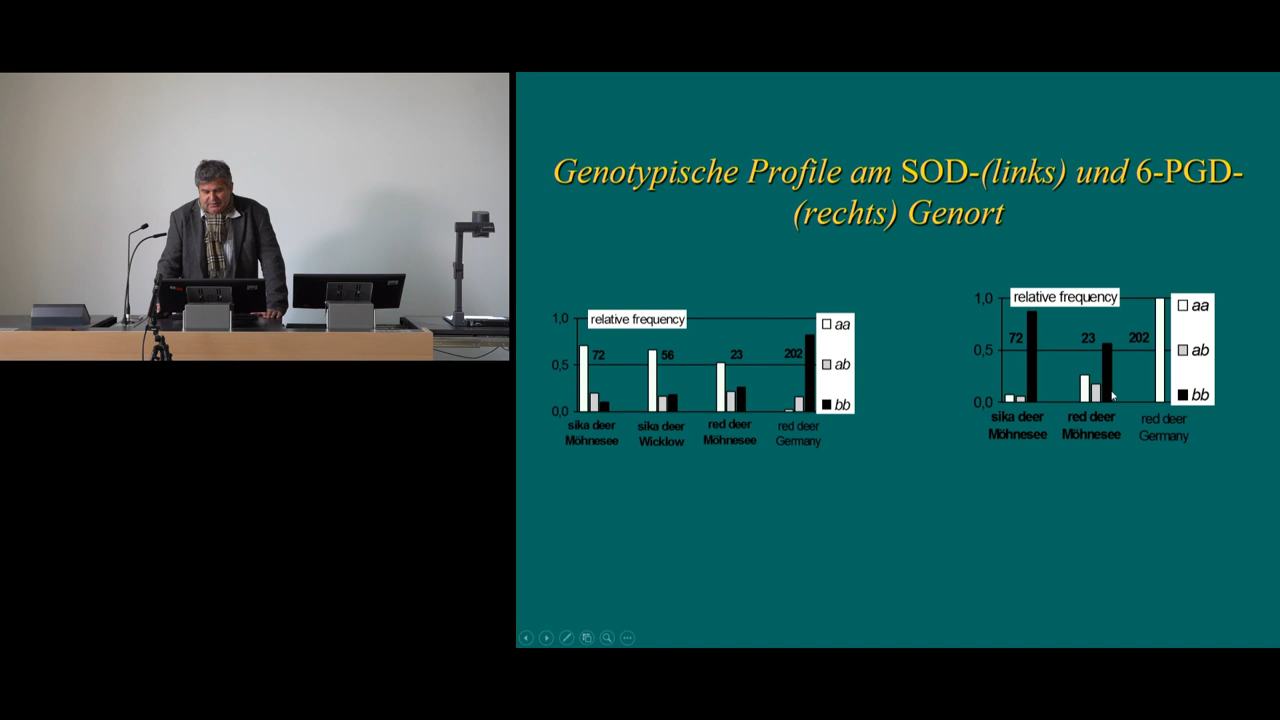 Genotypische Profile am SOD-(links) und 6-PGD-
(rechts) Genort
relative frequency
1,0
0,5
0,0
72
56
23
202
sika deer
Möhnesee
sika deer
Wicklow
red deer
Möhnesee
red deer
Germany
aa
ab
bb
relative frequency
1,0
0,5
0,0
72
23
202
sika deer
Möhnesee
red deer
Möhnesee
red deer
Germany
aa
ab
bb